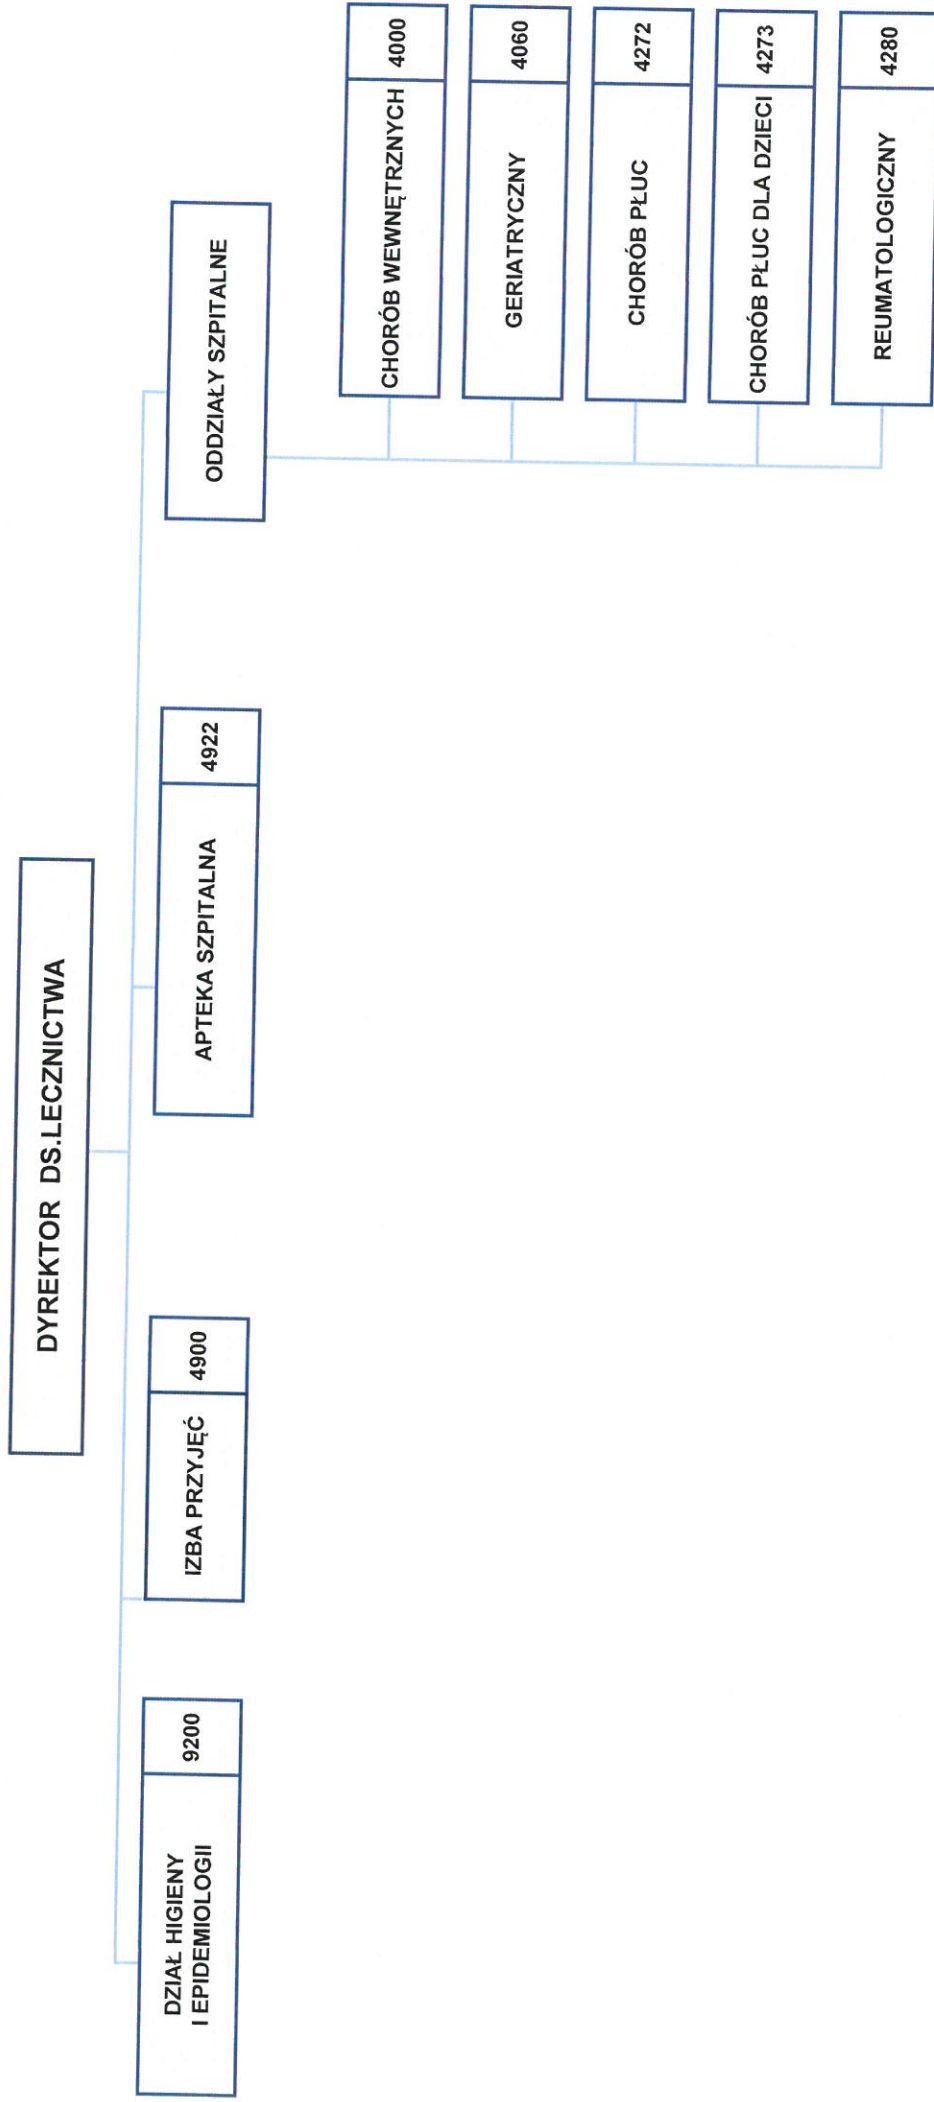 DYREKTOR DS.LECZNICTWA
DZIAŁ HIGIENY
I EPIDEMIOLOGII
9200
IZBA PRZYJĘĆ
4900
APTEKA SZPITALNA
4922
ODDZIAŁY SZPITALNE
CHORÓB WEWNĘTRZNYCH
4000
GERIATRYCZNY
4060
CHORÓB PŁUC
4272
CHORÓB PŁUC DLA DZIECI
4273
REUMATOLOGICZNY
4280